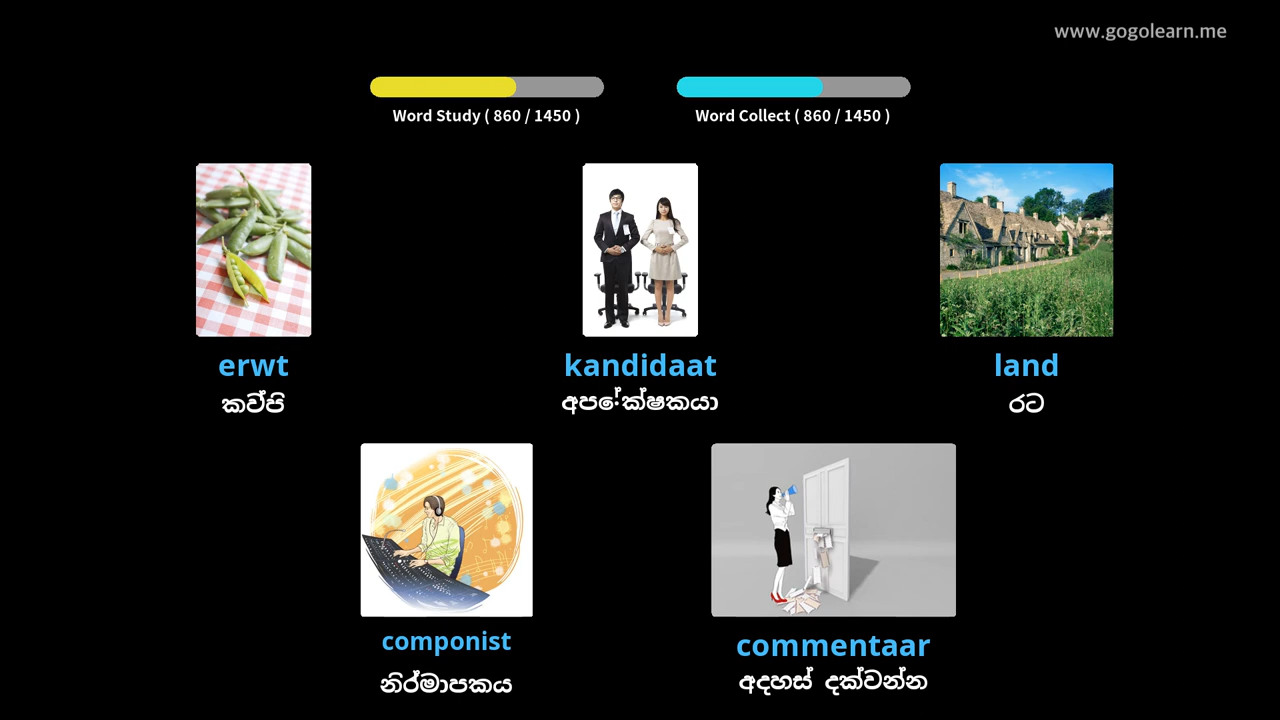 www.gogolearn.me
Word Study ( 860 / 1450 )
Word Collect ( 860 / 1450 )
erwt
කව්පි
kandidaat
අපේක්ෂකයා
land
රට
componist
නිර්මාපකය
commentaar
අදහස් දක්වන්න